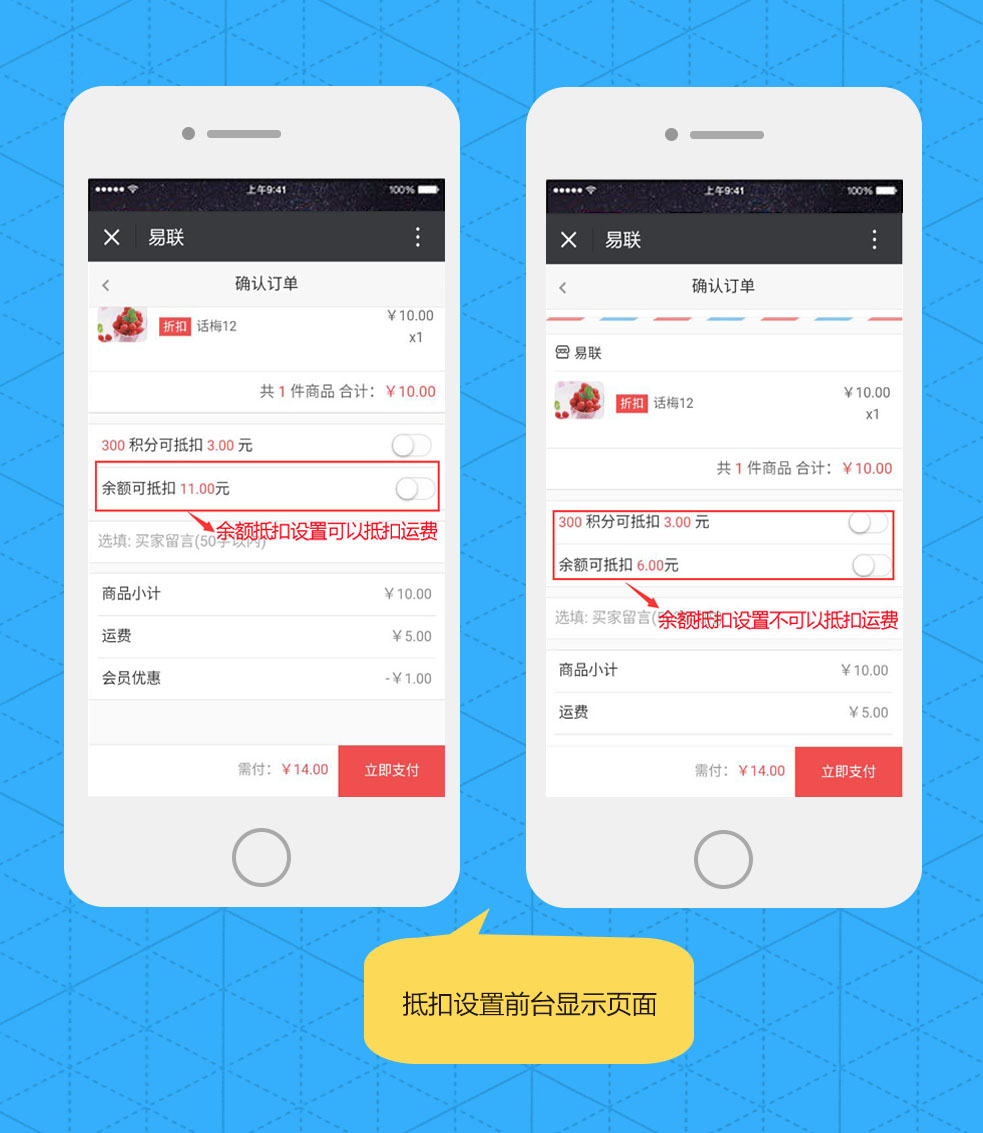 上午9:41
100%
易联
确认订单
折扣 话梅12
￥10.00
x1
共 1 件商品 合计：￥10.00
300 积分可抵扣 3.00 元
余额可抵扣 11.00元
余额抵扣设置可以抵扣运费
选填: 买家留言(50字以内)
商品小计 ￥10.00
运费 ￥5.00
会员优惠 -￥1.00
需付：￥14.00 立即支付
上午9:41
100%
易联
确认订单
易联
折扣 话梅12
￥10.00
x1
共 1 件商品 合计：￥10.00
300 积分可抵扣 3.00 元
余额可抵扣 6.00元
余额抵扣设置不可以抵扣运费
选填: 买家留言(
商品小计 ￥10.00
运费 ￥5.00
需付：￥14.00 立即支付
抵扣设置前台显示页面